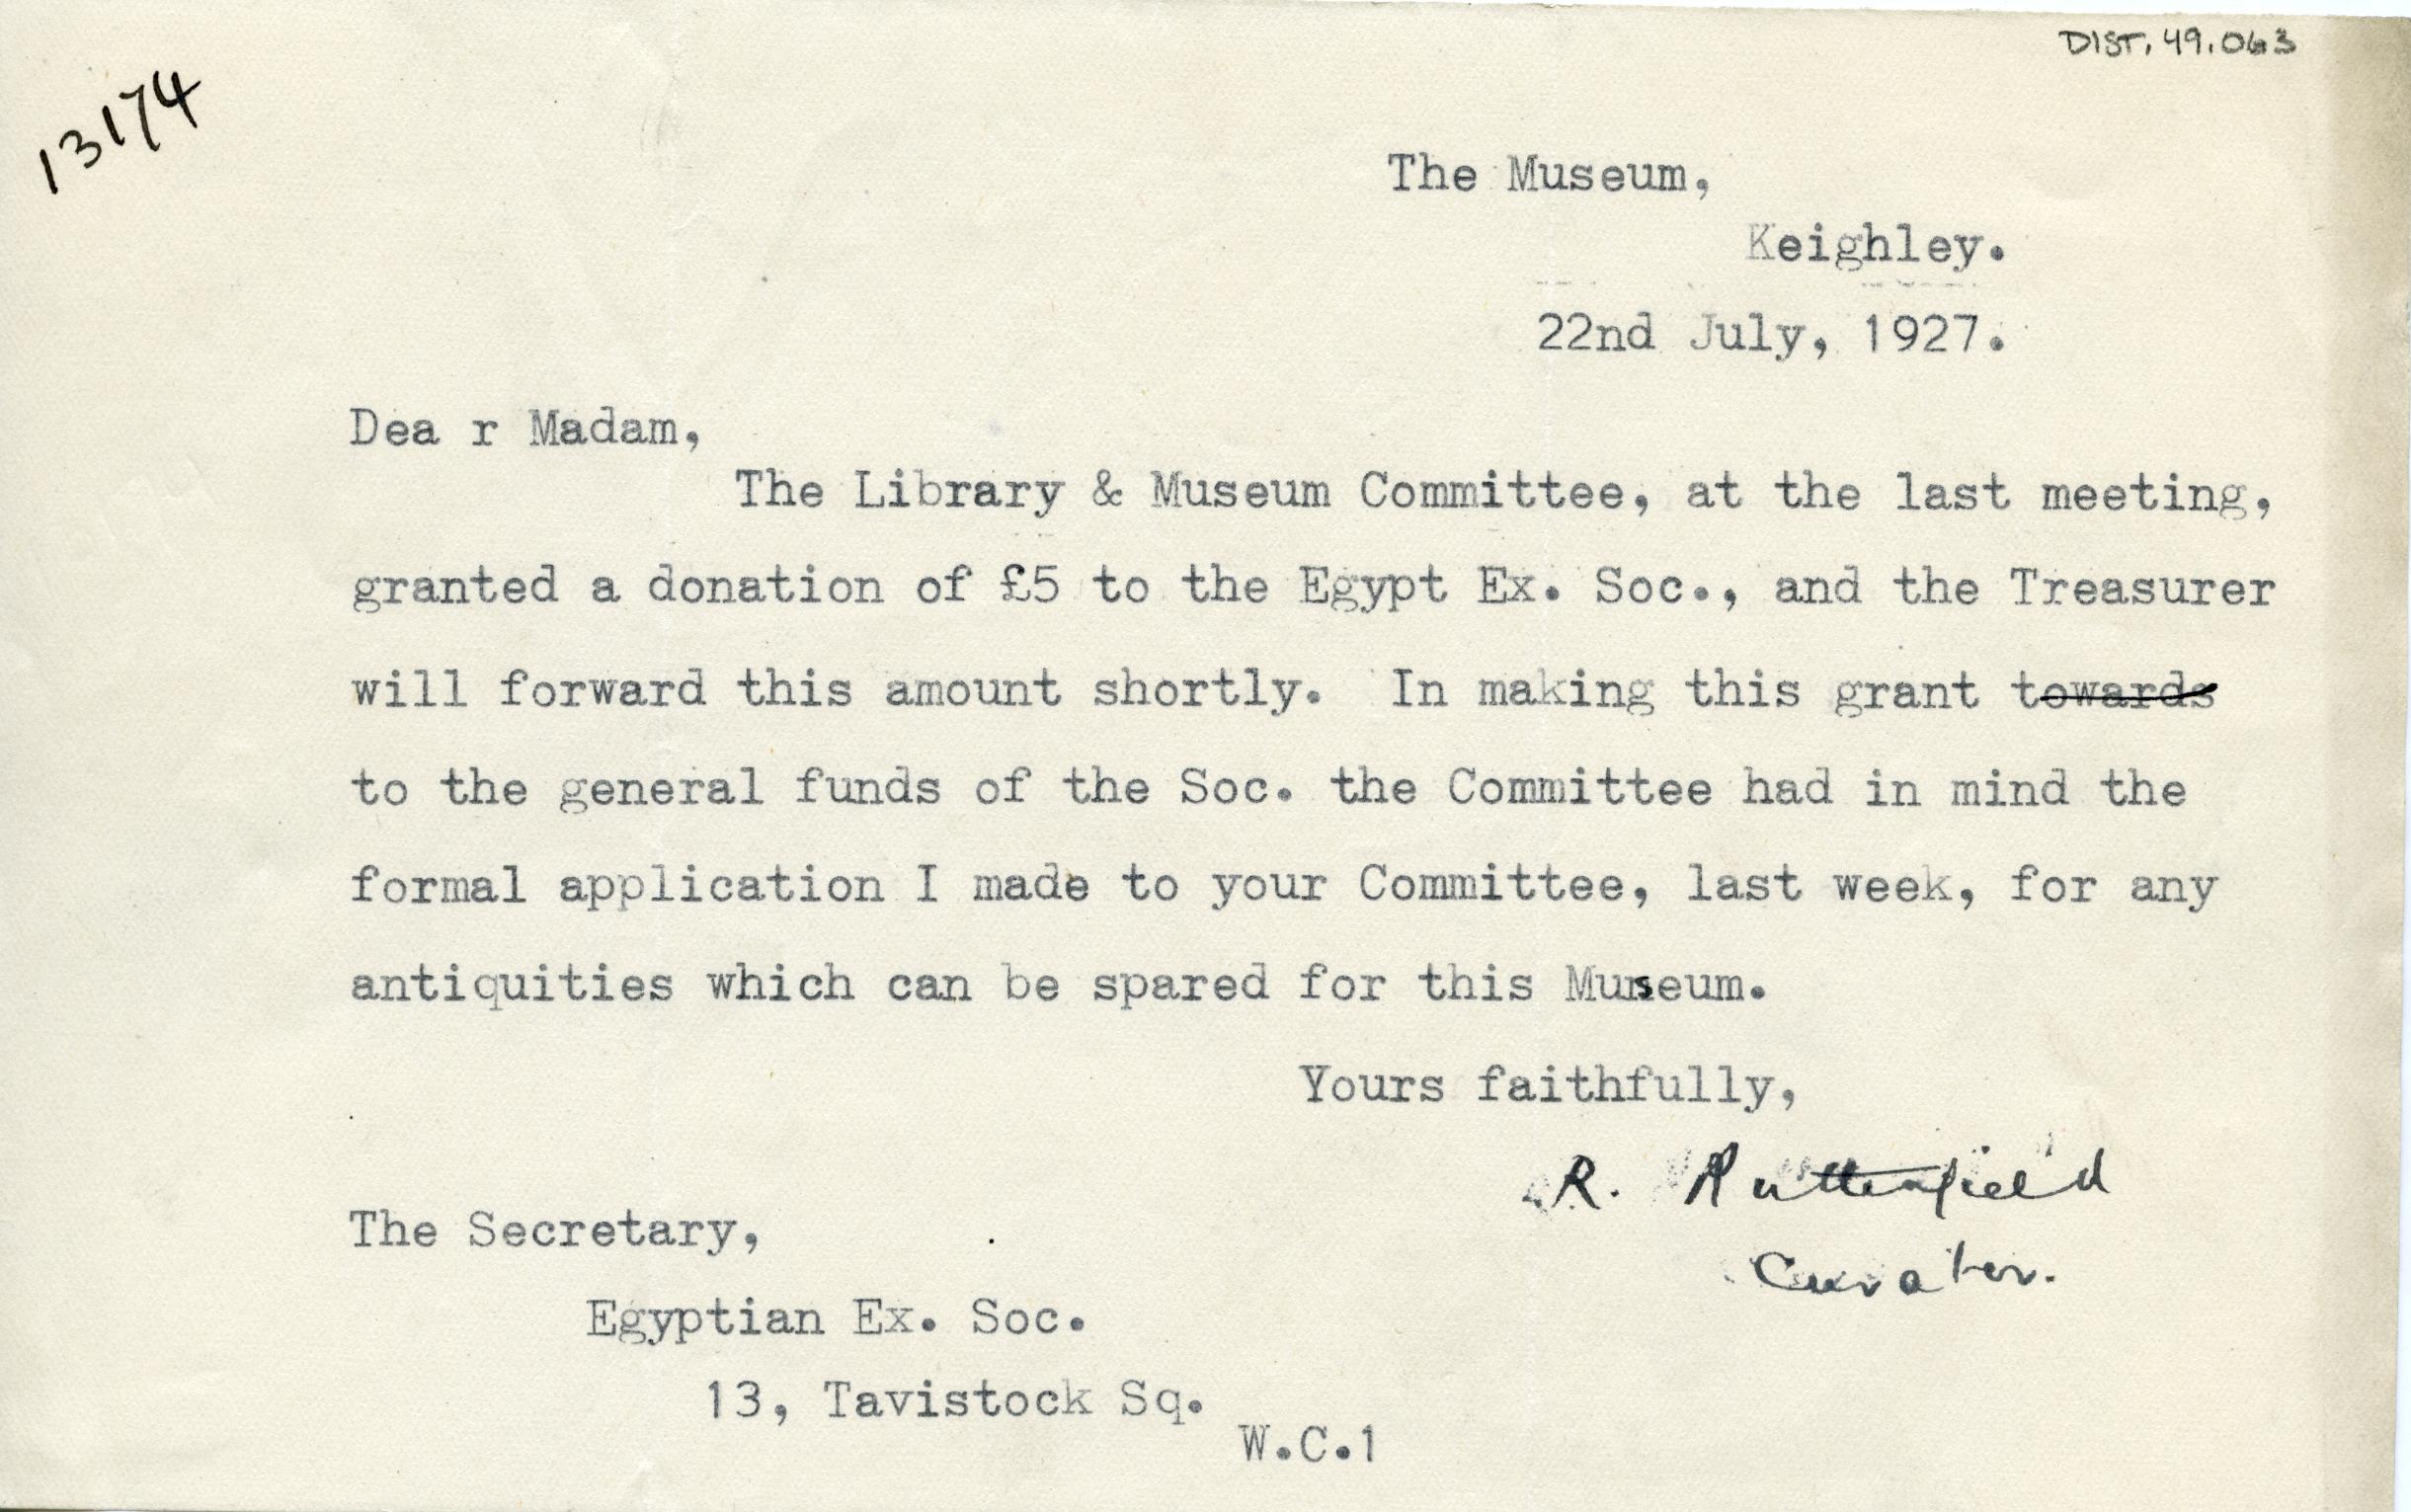 DIST. 49.063
13174
The Museum,
Keighley.
22nd July, 1927.
Dea r Madam,
The Library & Museum Committee, at the last meeting,
granted a donation of £5 to the Egypt Ex. Soc., and the Treasurer
will forward this amount shortly. In making this grant towards
to the general funds of the Soc. the Committee had in mind the
formal application I made to your Committee, last week, for any
antiquities which can be spared for this Museum.
Yours faithfully,
R. Butterfield
Curator.
The Secretary,
Egyptian Ex. Soc.
13, Tavistock Sq.
W.C.1